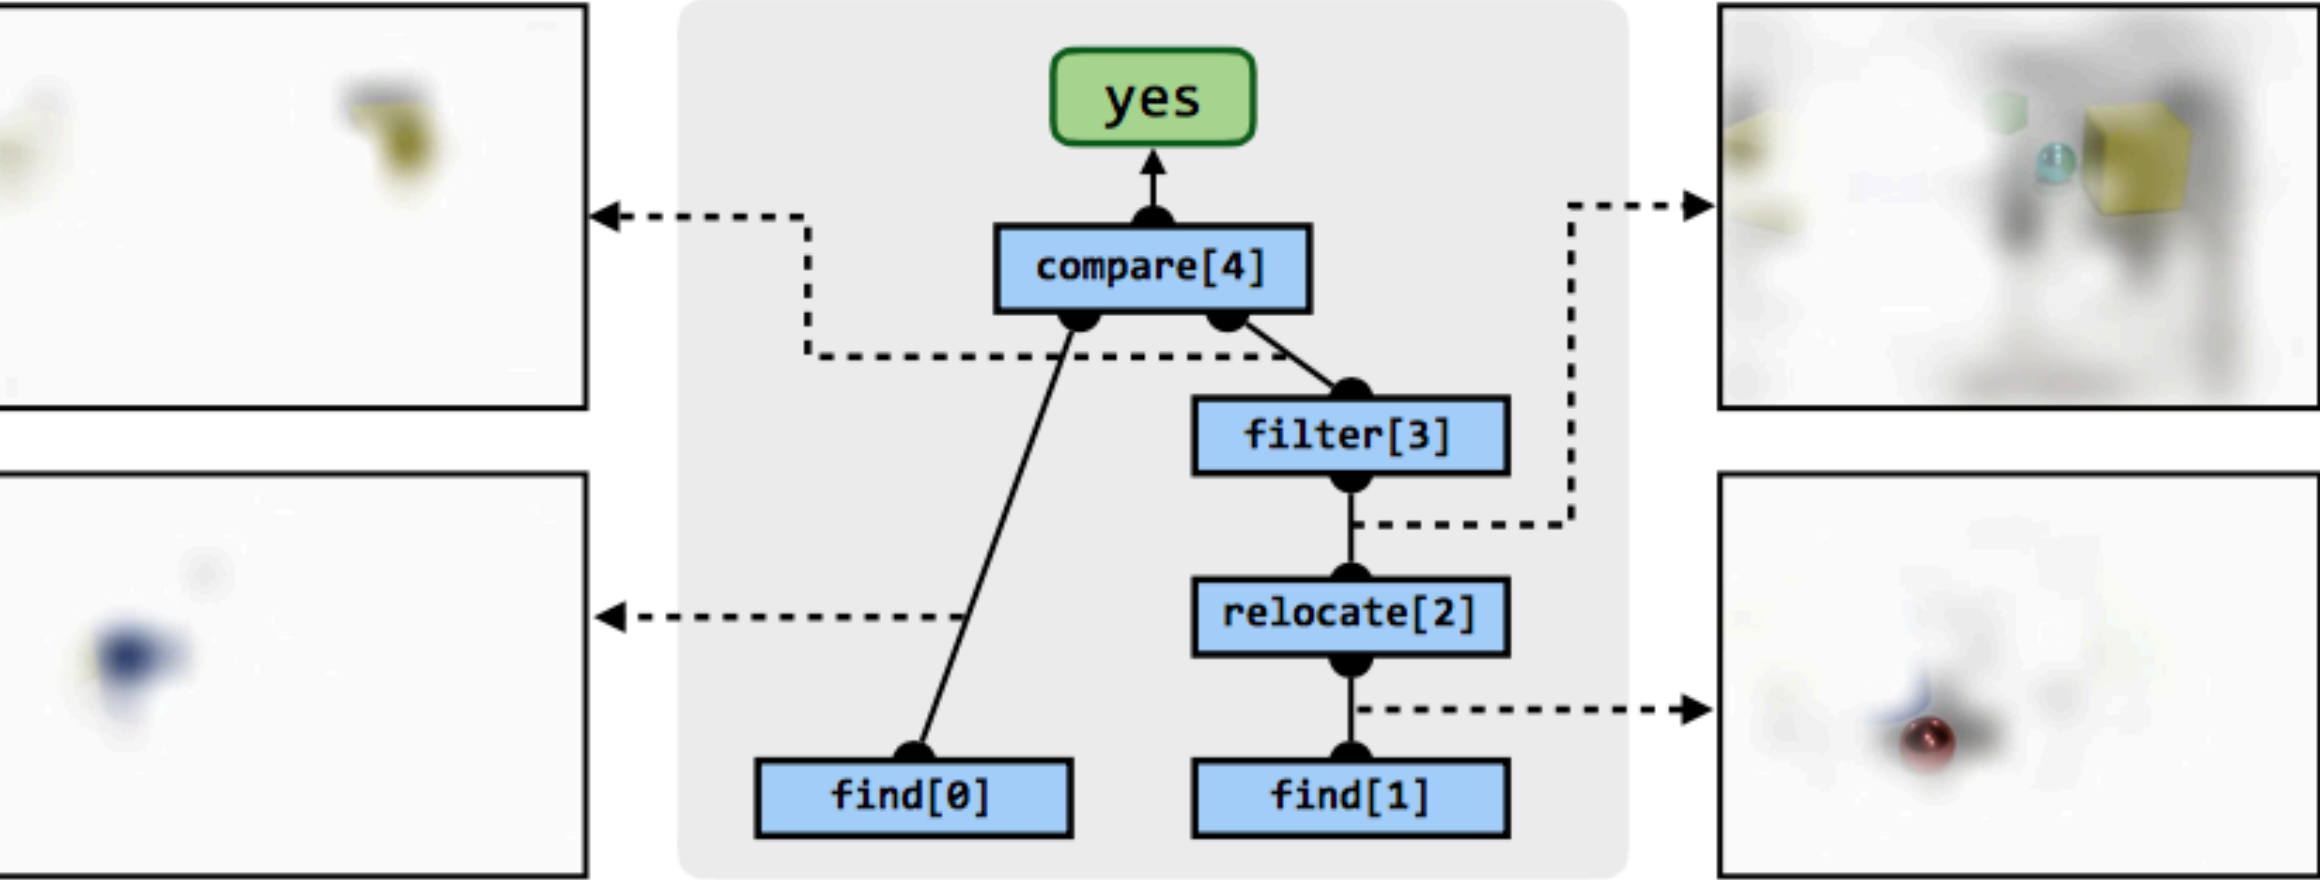 yes
compare[4]
filter[3]
relocate[2]
find[0]
find[1]